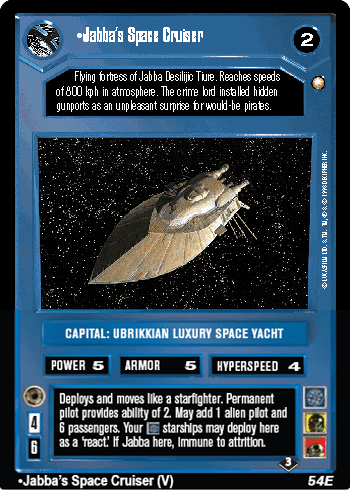 •Jabba's Space Cruiser
2
Flying fortress of Jabba Desilijic Tiure. Reaches speeds
of 800 kph in atmosphere. The crime lord installed hidden
gunports as an unpleasant surprise for would-be pirates.
CAPITAL: UBRIKKIAN LUXURY SPACE YACHT
POWER 5
ARMOR 5
HYPERSPEED 4
Deploys and moves like a starfighter. Permanent
pilot provides ability of 2. May add 1 alien pilot and
6 passengers. Your starships may deploy here
as a 'react.' If Jabba here, immune to attrition.
4
6
3
•Jabba's Space Cruiser (V)
54E